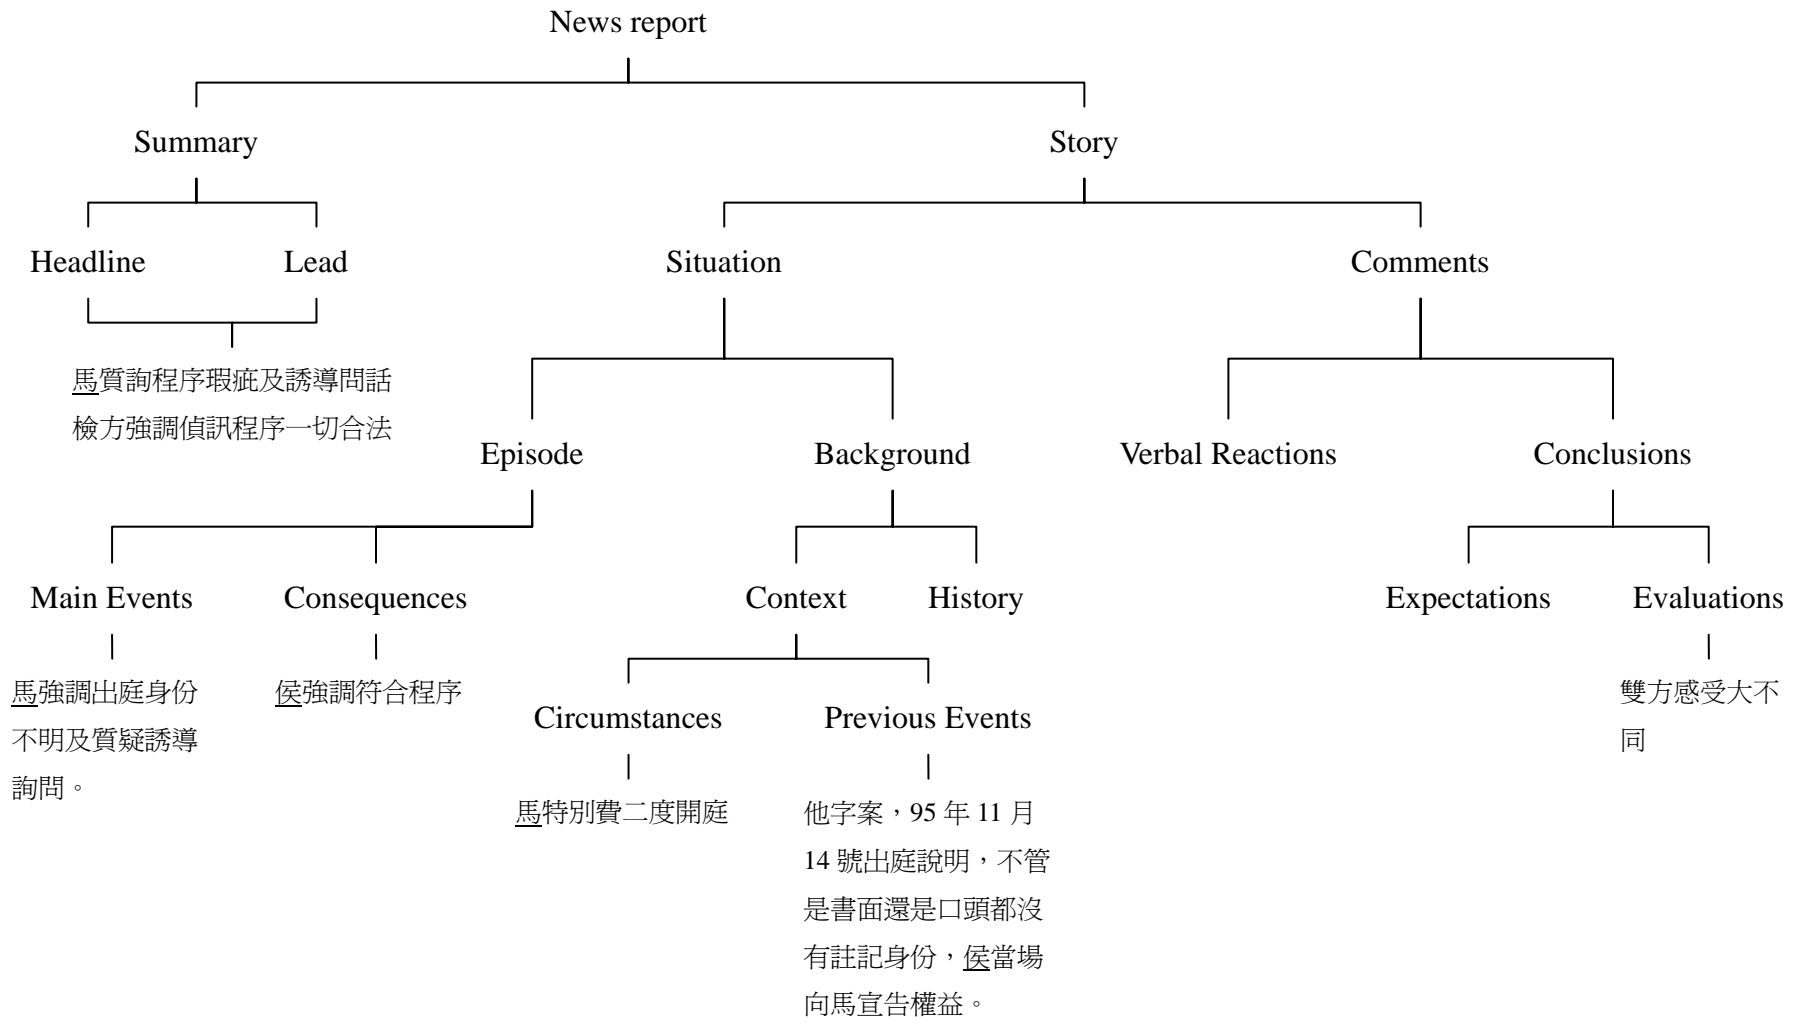 News report
Summary
Story
Headline
Lead
Situation
Comments
馬質詢程序瑕疵及誘導問話
檢方強調偵訊程序一切合法
Episode
Background
Verbal Reactions
Conclusions
Main Events
Consequences
Context
History
Expectations
Evaluations
馬強調出庭身份
不明及質疑誘導
詢問。
侯強調符合程序
Circumstances
Previous Events
雙方感受大不
同
馬特別費二度開庭
他字案，95 年 11 月
14 號出庭說明，不管
是書面還是口頭都沒
有註記身份，侯當場
向馬宣告權益。